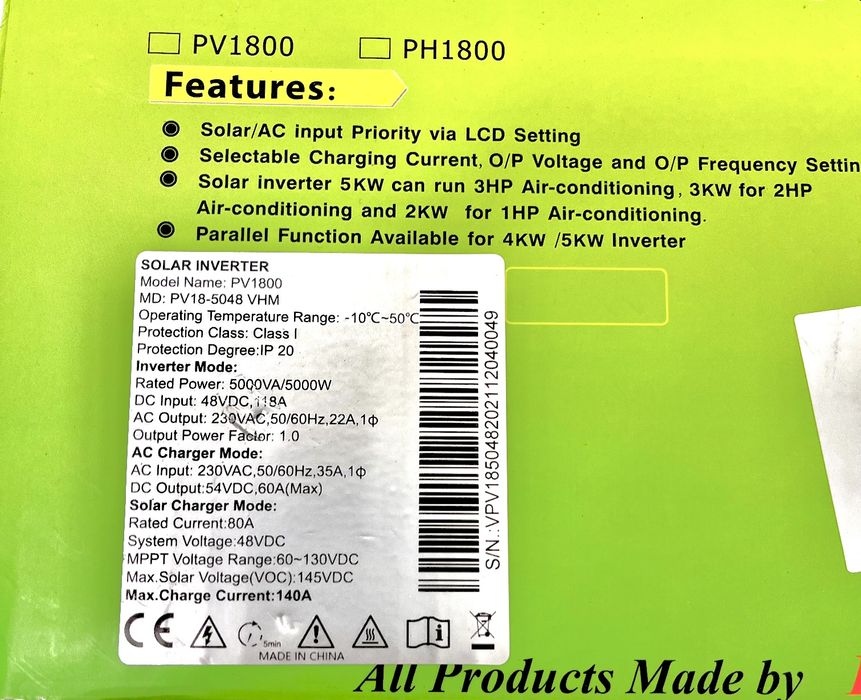 PV1800
PH1800
Features:
Solar/AC input Priority via LCD Setting
Selectable Charging Current, O/P Voltage and O/P Frequency Settin
Solar inverter 5KW can run 3HP Air-conditioning, 3KW for 2HP
Air-conditioning and 2KW for 1HP Air-conditioning.
Parallel Function Available for 4KW /5KW Inverter
SOLAR INVERTER
Model Name: PV1800
MD: PV18-5048 VHM
Operating Temperature Range: -10℃~50℃
Protection Class: Class I
Protection Degree:IP 20
Inverter Mode:
Rated Power: 5000VA/5000W
DC Input: 48VDC,118A
AC Output: 230VAC,50/60Hz,22A,1ф
Output Power Factor: 1.0
AC Charger Mode:
AC Input: 230VAC,50/60Hz,35A,1ф
DC Output:54VDC,60A(Max)
Solar Charger Mode:
Rated Current:80A
System Voltage:48VDC
MPPT Voltage Range:60~130VDC
Max.Solar Voltage(VOC):145VDC
Max.Charge Current:140A
S/N.:VPV18504820211204049
CE
5min
MADE IN CHINA
All Products Made by